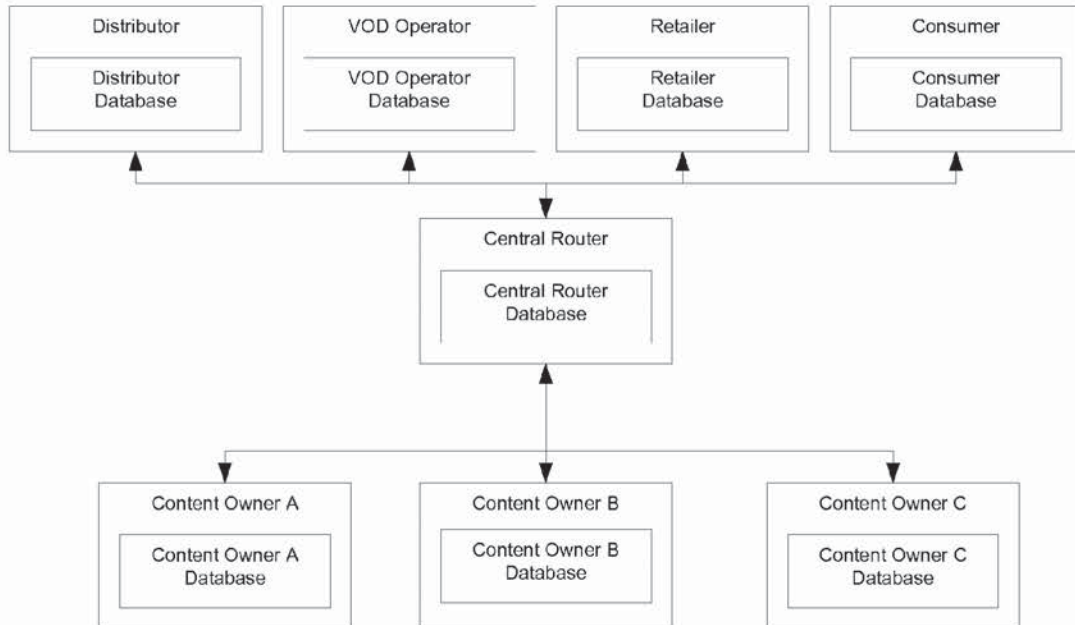 Distributor
Distributor
Database
VOD Operator
VOD Operator
Database
Retailer
Retailer
Database
Consumer
Consumer
Database
Central Router
Central Router
Database
Content Owner A
Content Owner A
Database
Content Owner B
Content Owner B
Database
Content Owner C
Content Owner C
Database